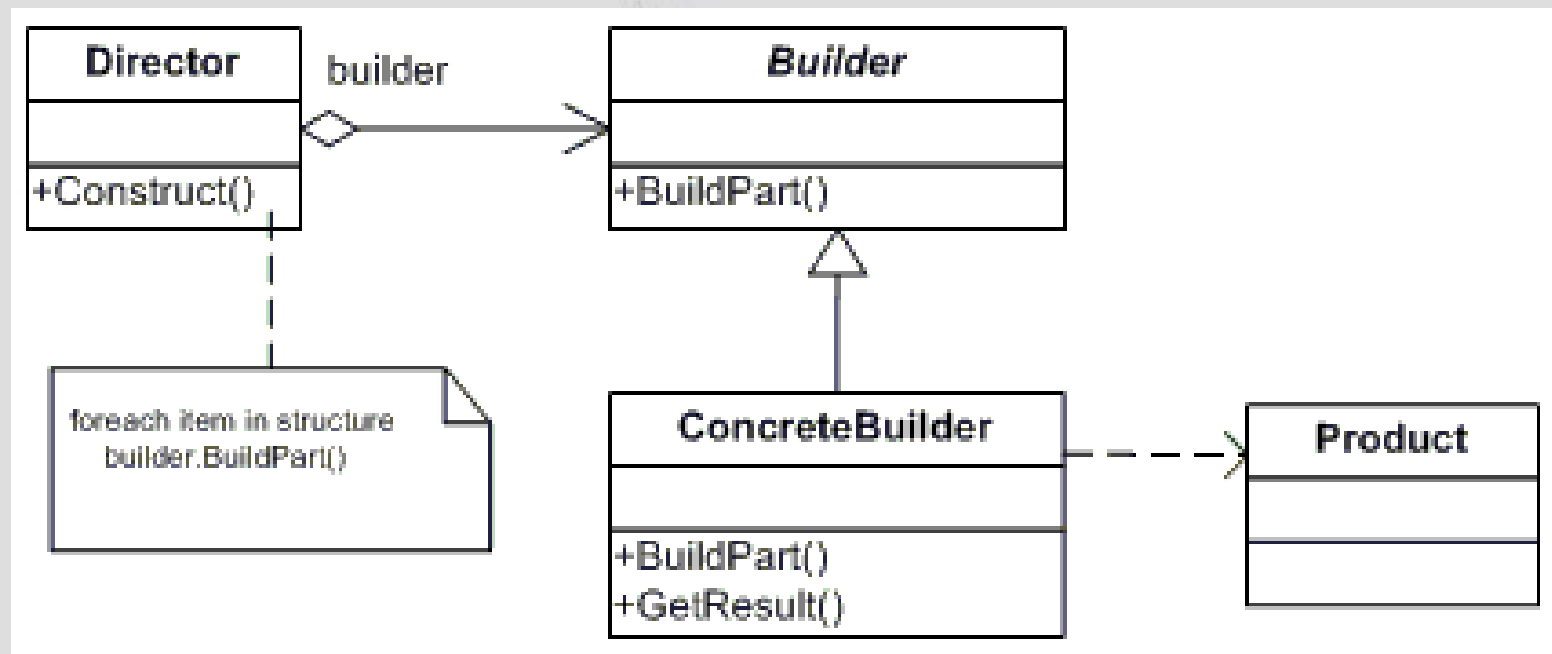 Director
builder
Builder
+Construct()
+BuildPart()
foreach item in structure
builder.BuildPart()
ConcreteBuilder
Product
+BuildPart()
+GetResult()